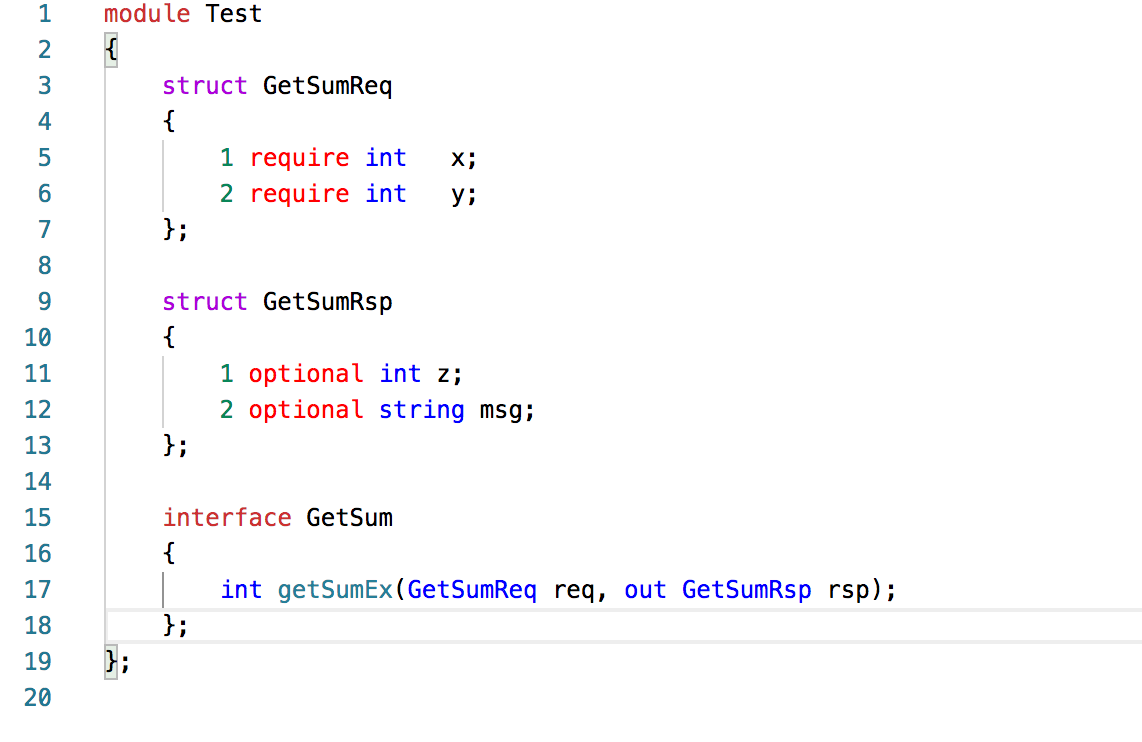 1 module Test
2 {
3     struct GetSumReq
4     {
5         1 require int   x;
6         2 require int   y;
7     };
8
9     struct GetSumRsp
10     {
11         1 optional int z;
12         2 optional string msg;
13     };
14
15     interface GetSum
16     {
17         int getSumEx(GetSumReq req, out GetSumRsp rsp);
18     };
19 };
20